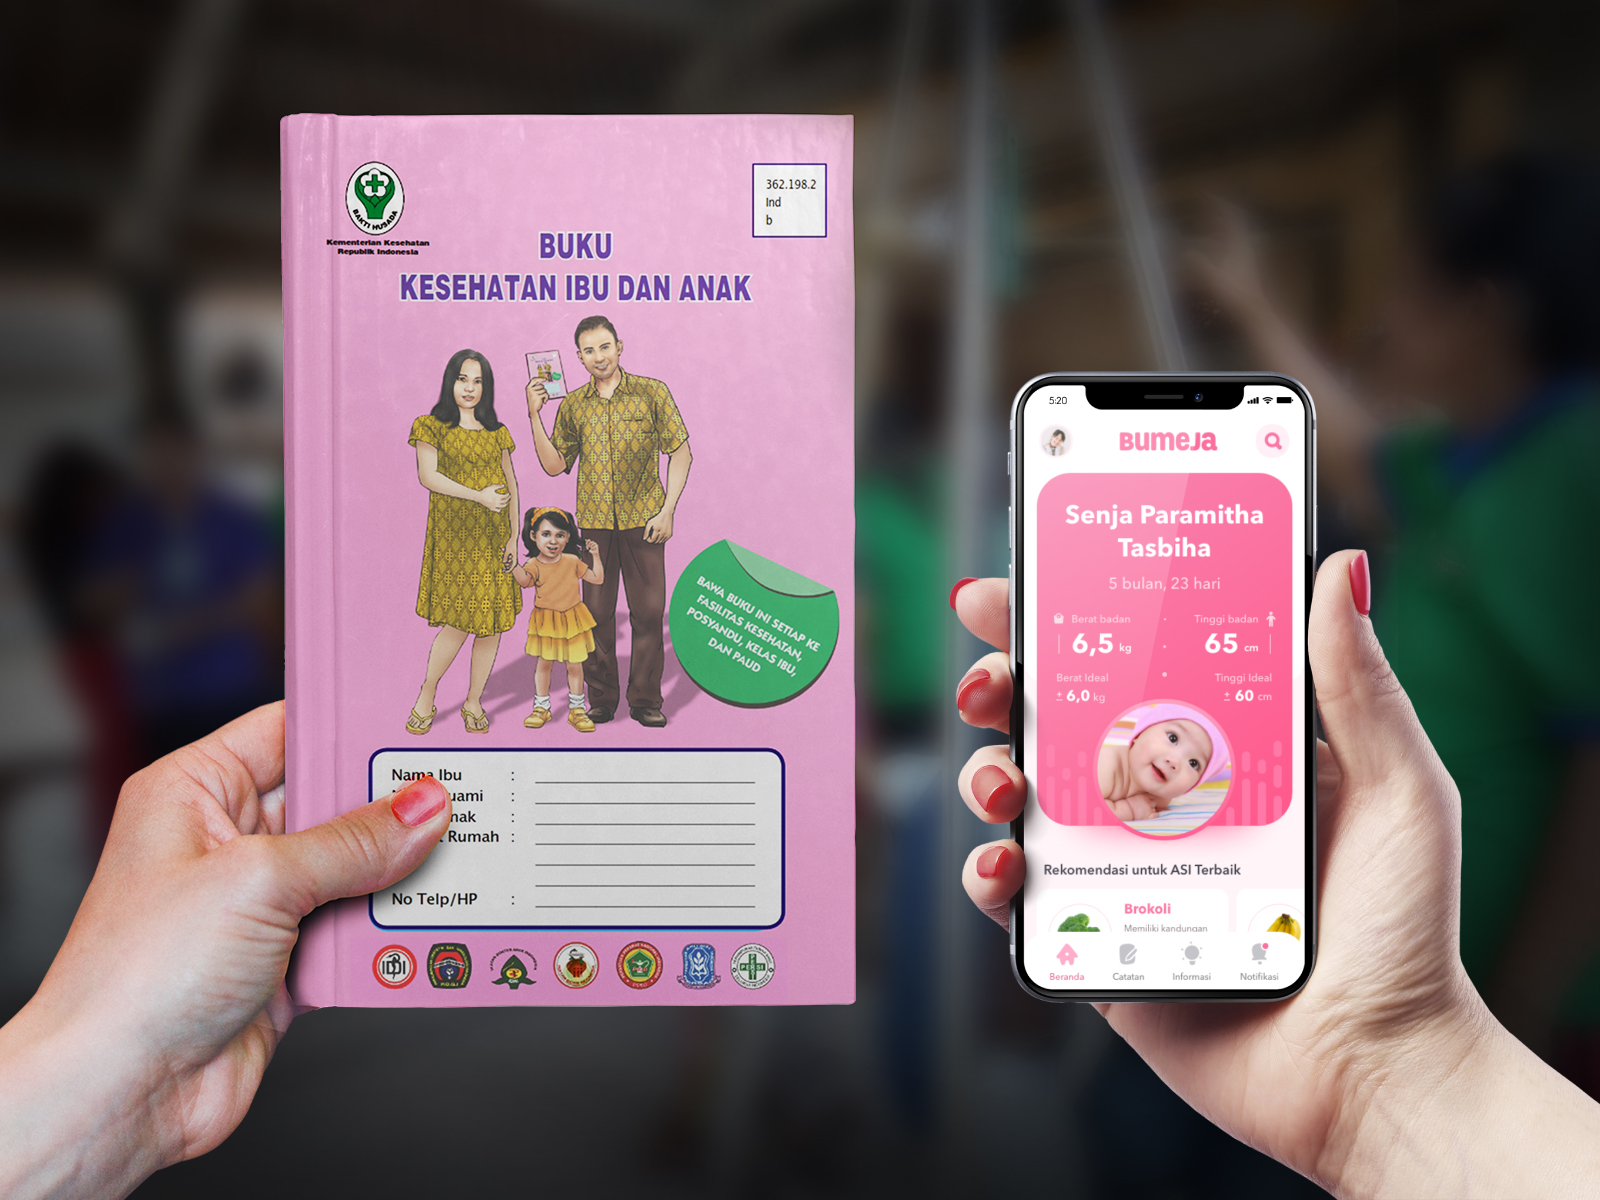 BAKTI HUSADA
Kementerian Kesehatan
Republik Indonesia
362.198.2
Ind
b
BUKU
KESEHATAN IBU DAN ANAK
BAWA BUKU INI SETIAP KE
FASILITAS KESEHATAN,
POSYANDU, KELAS IBU,
DAN PAUD
Nama Ibu :
uami :
nak :
Rumah :
No Telp/HP :
IDI
PERSI
5:20
BUMEJA
Senja Paramitha
Tasbiha
5 bulan, 23 hari
Berat badan
6,5 kg
Tinggi badan
65 cm
Berat Ideal
± 6,0 kg
Tinggi Ideal
± 60 cm
Rekomendasi untuk ASI Terbaik
Brokoli
Memiliki kandungan
Beranda
Catatan
Informasi
Notifikasi